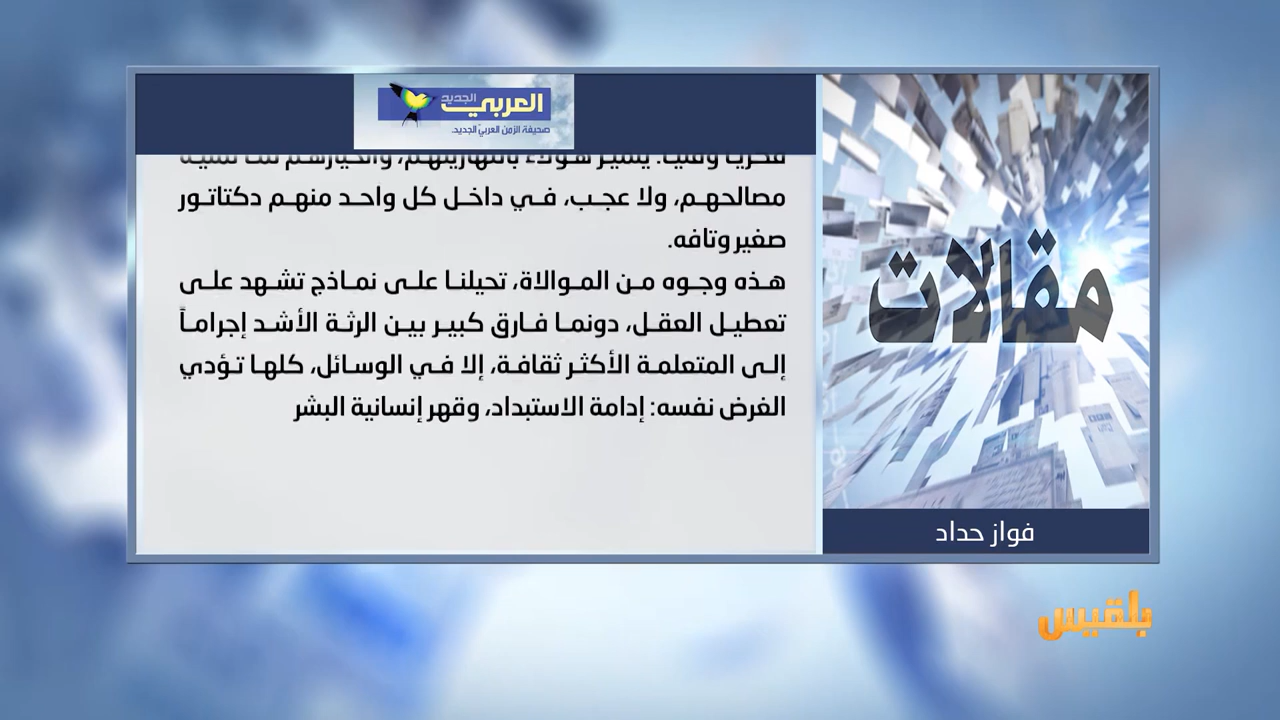 العربي الجديد
صحيفة الزمن العربيّ الجديد.
مصالحهم، ولا عجب، في داخل كل واحد منهم دكتاتور
صغير وتافه.
هذه وجوه من الموالاة، تحيلنا على نماذج تشهد على
تعطيل العقل، دونما فارق كبير بين الرثة الأشد إجراماً
إلى المتعلمة الأكثر ثقافة، إلا في الوسائل، كلها تؤدي
الغرض نفسه: إدامة الاستبداد، وقهر إنسانية البشر
مقالات
فواز حداد
بلقيس